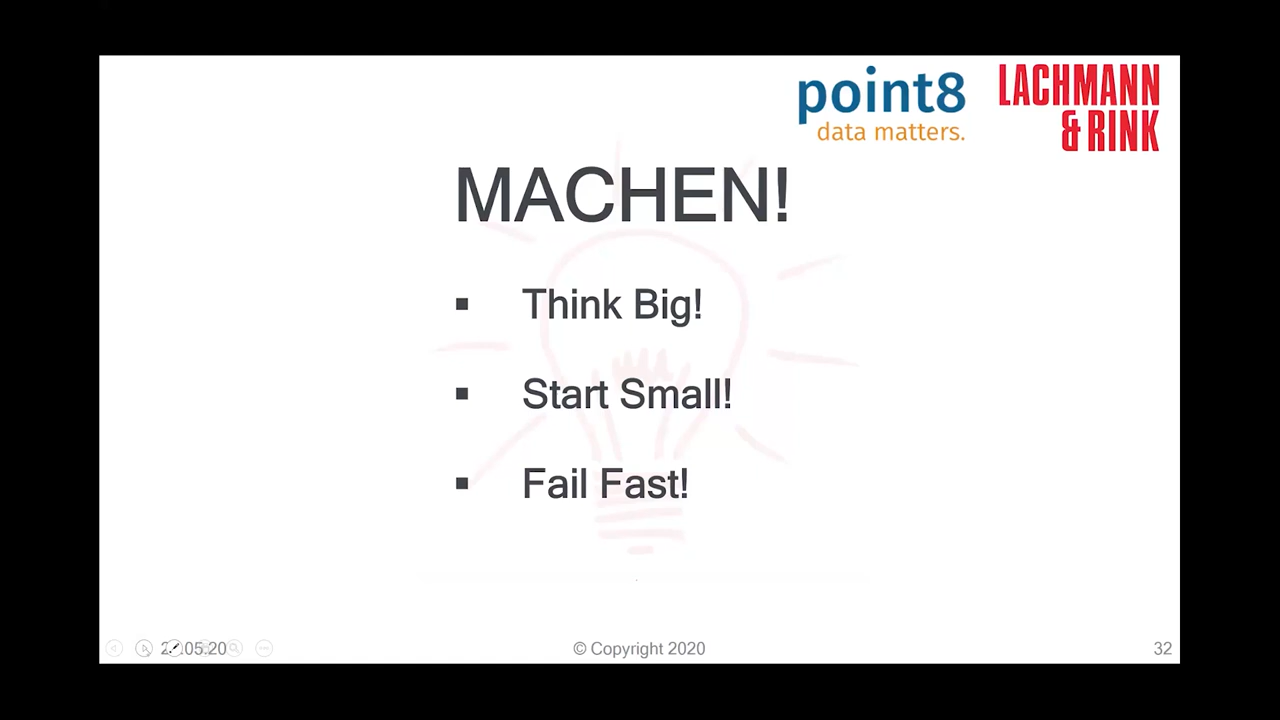 point8
data matters.
LACHMANN
& RINK
MACHEN!
▪ Think Big!
▪ Start Small!
▪ Fail Fast!
© Copyright 2020
32